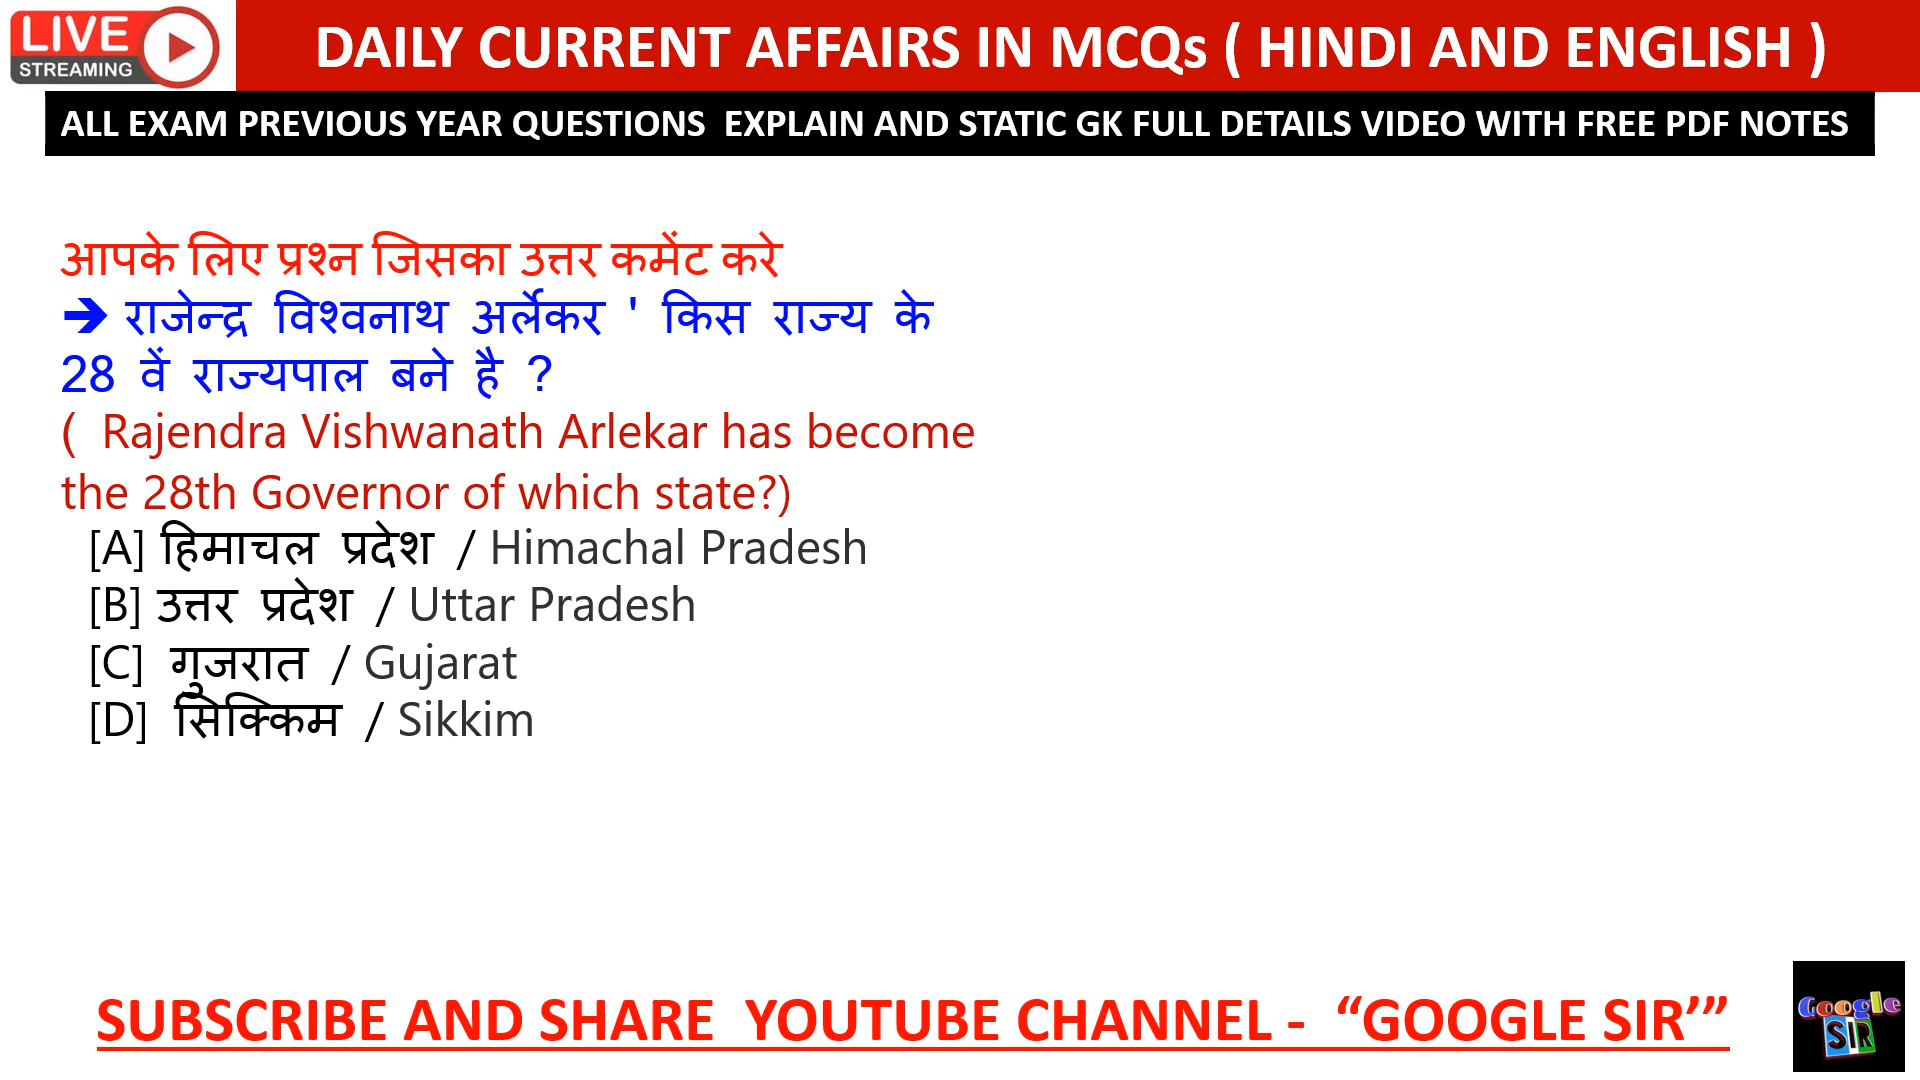 LIVE
STREAMING
DAILY CURRENT AFFAIRS IN MCQs ( HINDI AND ENGLISH )
ALL EXAM PREVIOUS YEAR QUESTIONS EXPLAIN AND STATIC GK FULL DETAILS VIDEO WITH FREE PDF NOTES
आपके लिए प्रश्न जिसका उत्तर कमेंट करे
➔ राजेन्द्र विश्वनाथ अर्लेकर ' किस राज्य के
28 वें राज्यपाल बने है ?
( Rajendra Vishwanath Arlekar has become
the 28th Governor of which state?)
[A] हिमाचल प्रदेश / Himachal Pradesh
[B] उत्तर प्रदेश / Uttar Pradesh
[C] गुजरात / Gujarat
[D] सिक्किम / Sikkim
SUBSCRIBE AND SHARE YOUTUBE CHANNEL - “GOOGLE SIR’”
Google
SIR